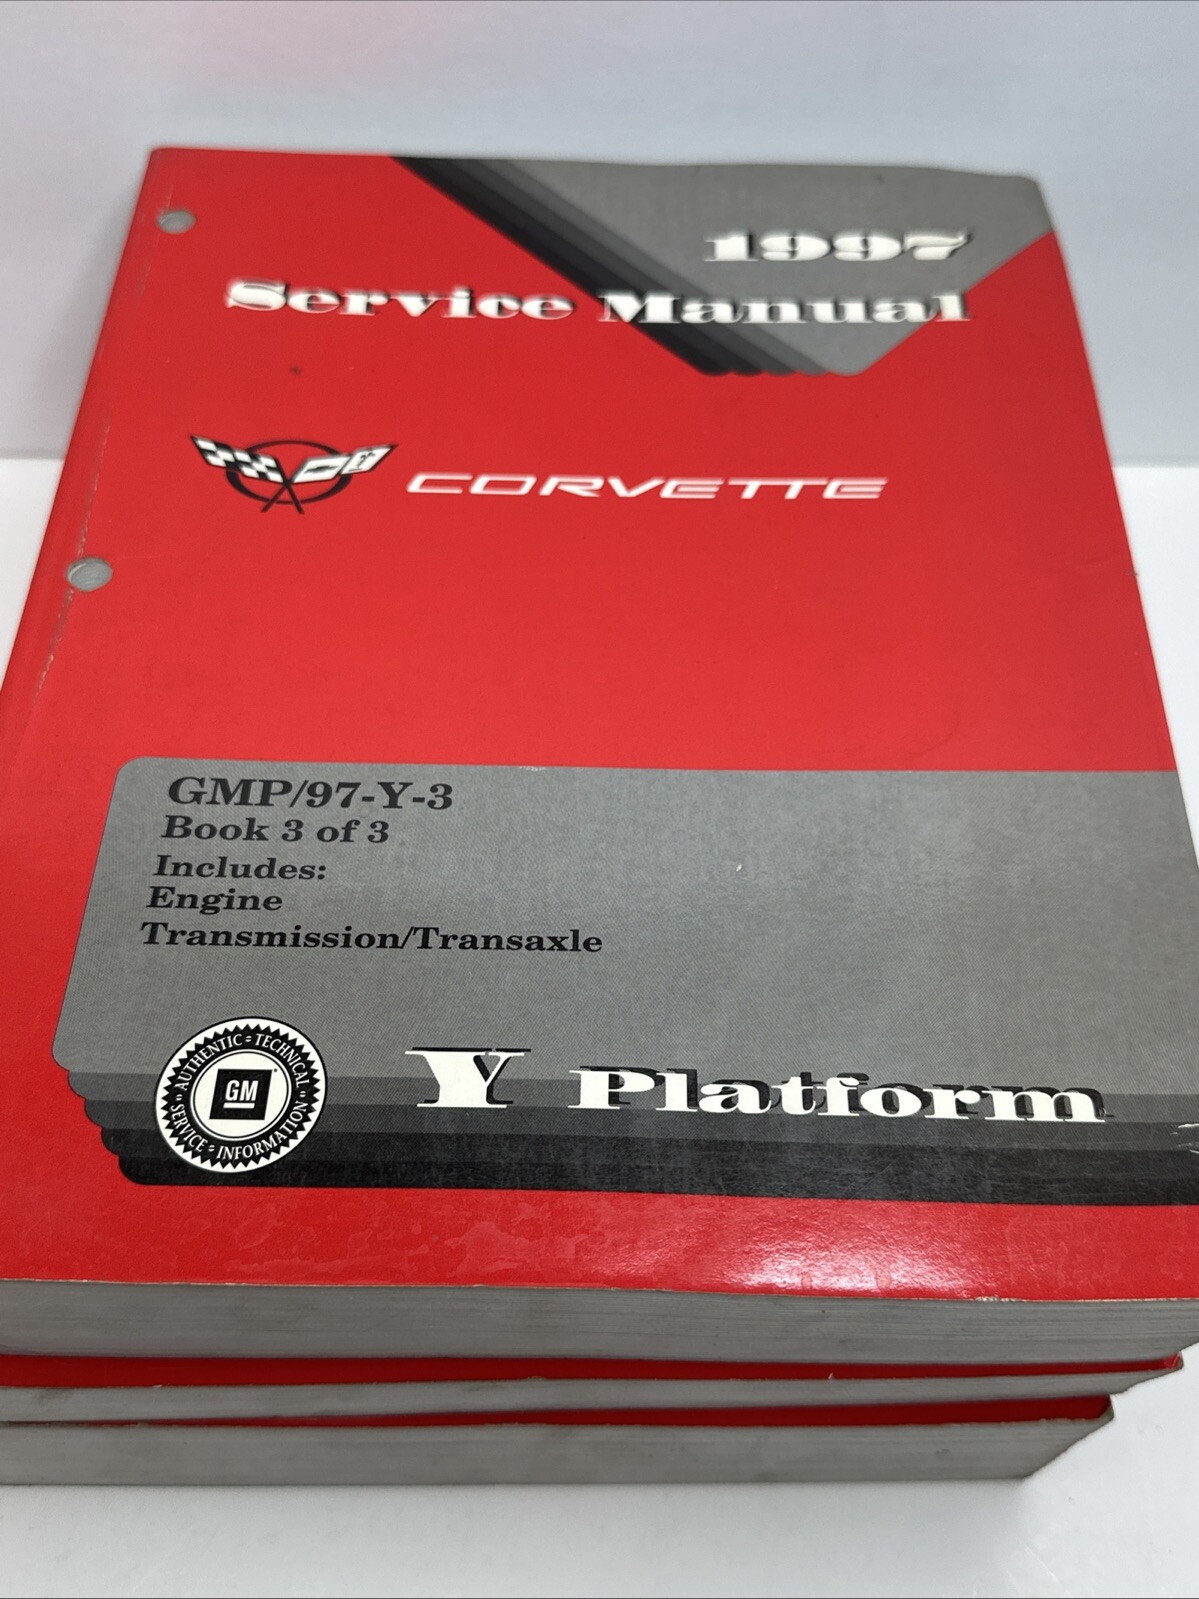 1997
Service Manual
CORVETTE
GMP/97-Y-3
Book 3 of 3
Includes:
Engine
Transmission/Transaxle
AUTHENTIC TECHNICAL
GM
SERVICE INFORMATION
Y Platform